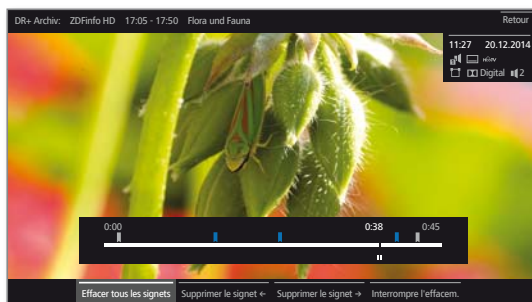 DR+ Archiv: ZDFinfo HD 17:05 - 17:50 Flora und Fauna Retour
11:27 20.12.2014
Digital 2
0:00 0:38 0:45
Effacer tous les signets Supprimer le signet ← Supprimer le signet → Interrompre l'effacem.